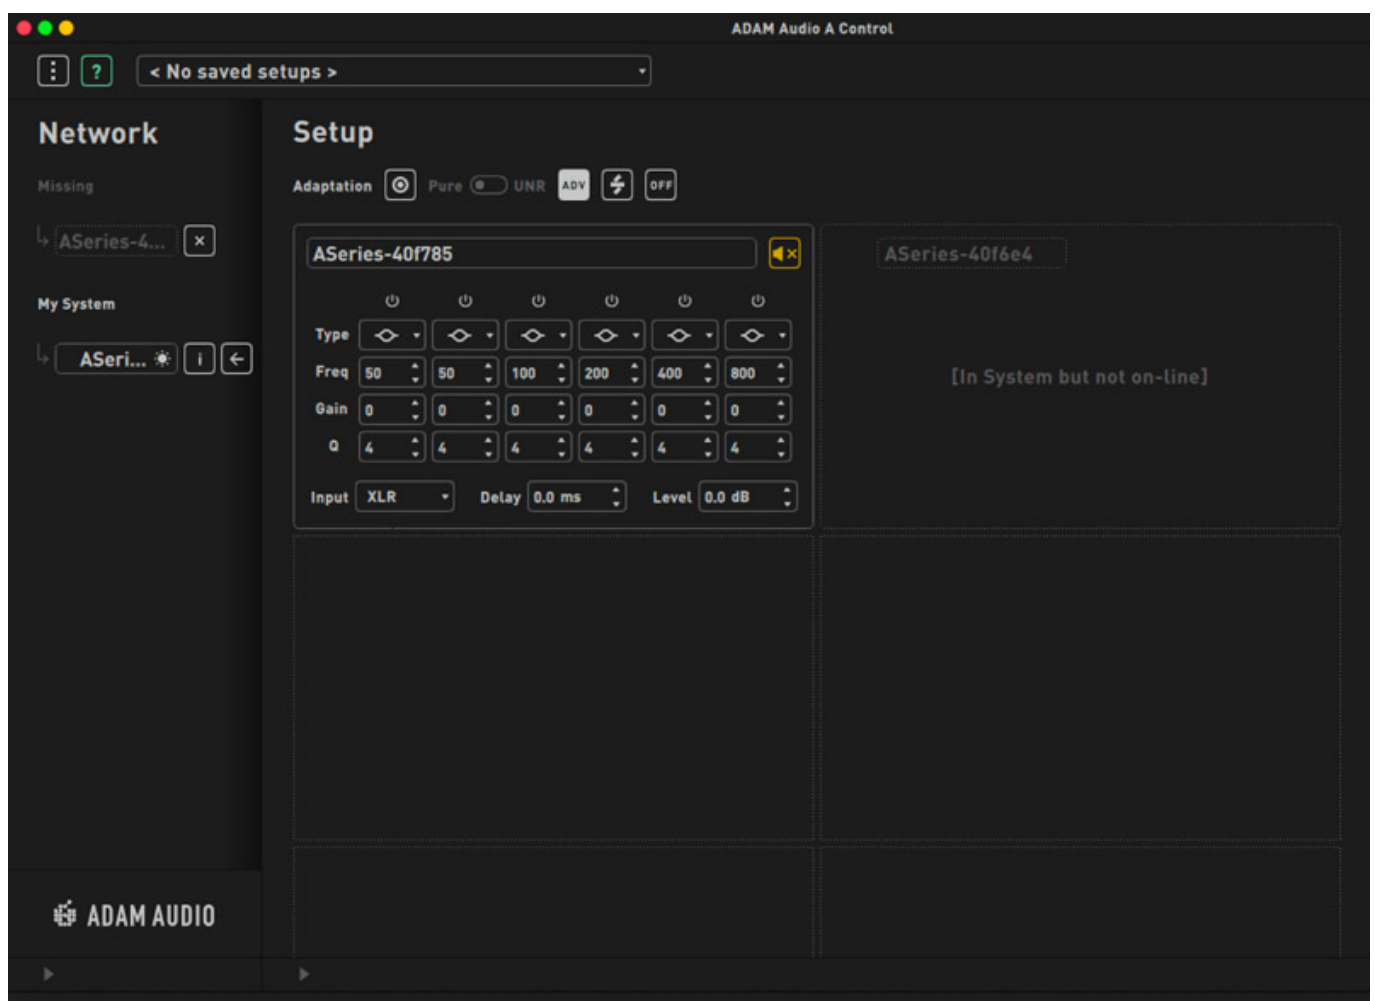 ADAM Audio A Control
? < No saved setups >
Network
Setup
Missing
Adaptation Pure UNR ADV OFF
ASeries-4...
ASeries-40f785
ASeries-40f6e4
My System
Type
ASeri... i
Freq 50 50 100 200 400 800
[In System but not on-line]
Gain 0 0 0 0 0 0
Q 4 4 4 4 4 4
Input XLR Delay 0.0 ms Level 0.0 dB
ADAM AUDIO